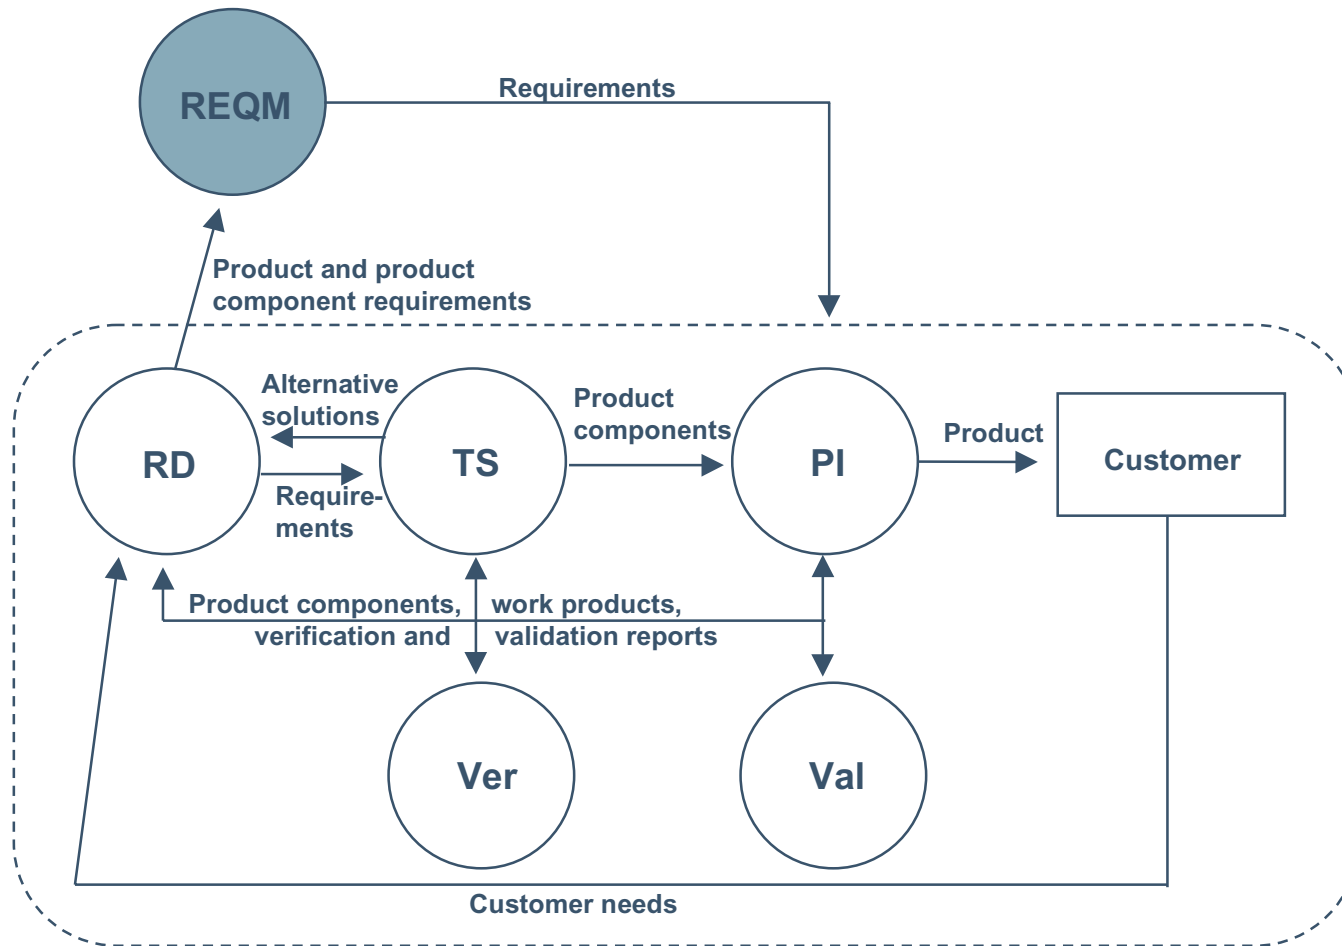 REQM
Requirements
Product and product
component requirements
Alternative
solutions
Product
components
Product
RD
TS
PI
Customer
Require-
ments
Product components, work products,
verification and validation reports
Ver
Val
Customer needs